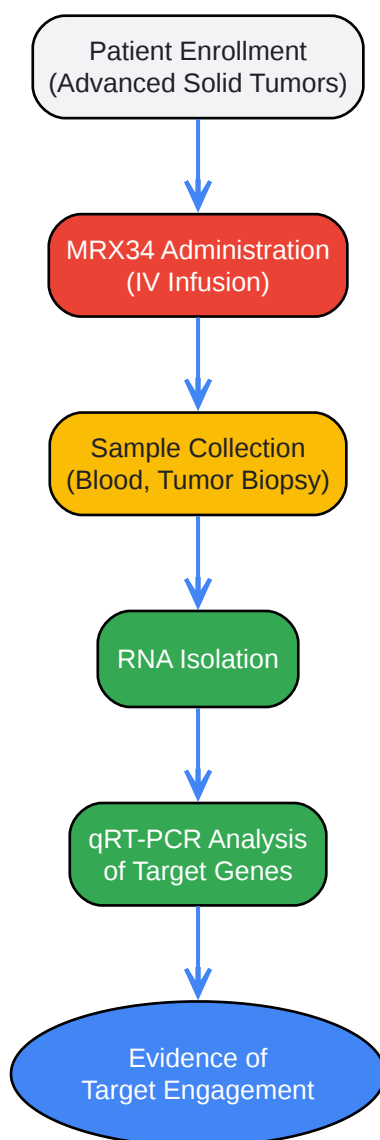 Patient Enrollment
(Advanced Solid Tumors)
MRX34 Administration
(IV Infusion)
Sample Collection
(Blood, Tumor Biopsy)
RNA Isolation
qRT-PCR Analysis
of Target Genes
Evidence of
Target Engagement